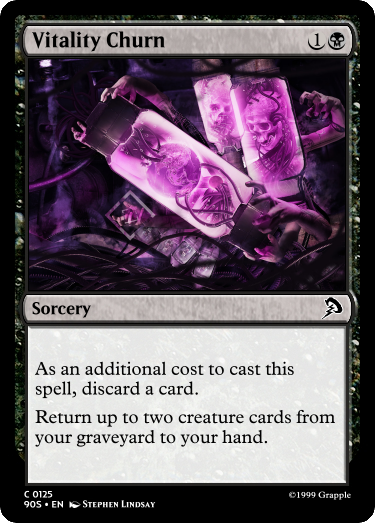 Vitality Churn 1
Sorcery
As an additional cost to cast this
spell, discard a card.
Return up to two creature cards from
your graveyard to your hand.
C 0125
90S • EN Stephen Lindsay
©1999 Grapple